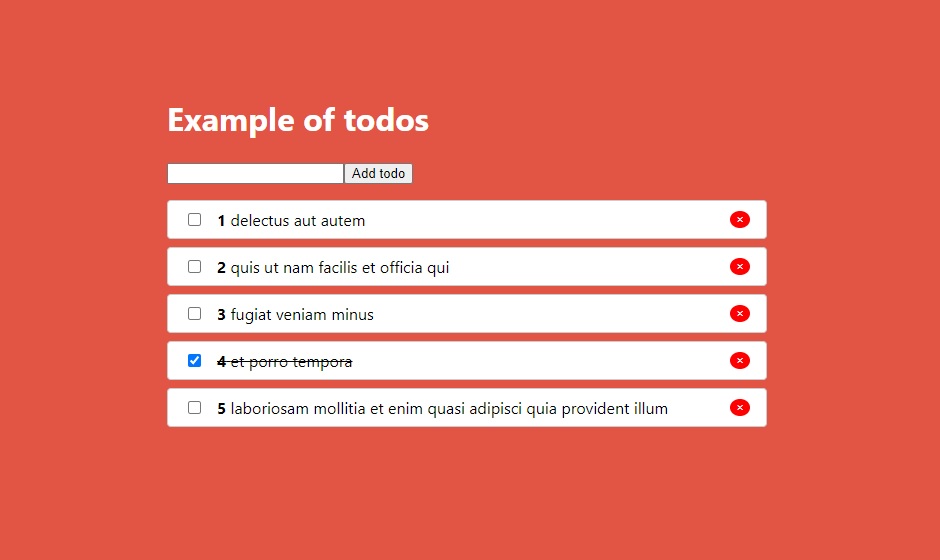 Example of todos
Add todo
1 delectus aut autem
2 quis ut nam facilis et officia qui
3 fugiat veniam minus
4 et porro tempora
5 laboriosam mollitia et enim quasi adipisci quia provident illum